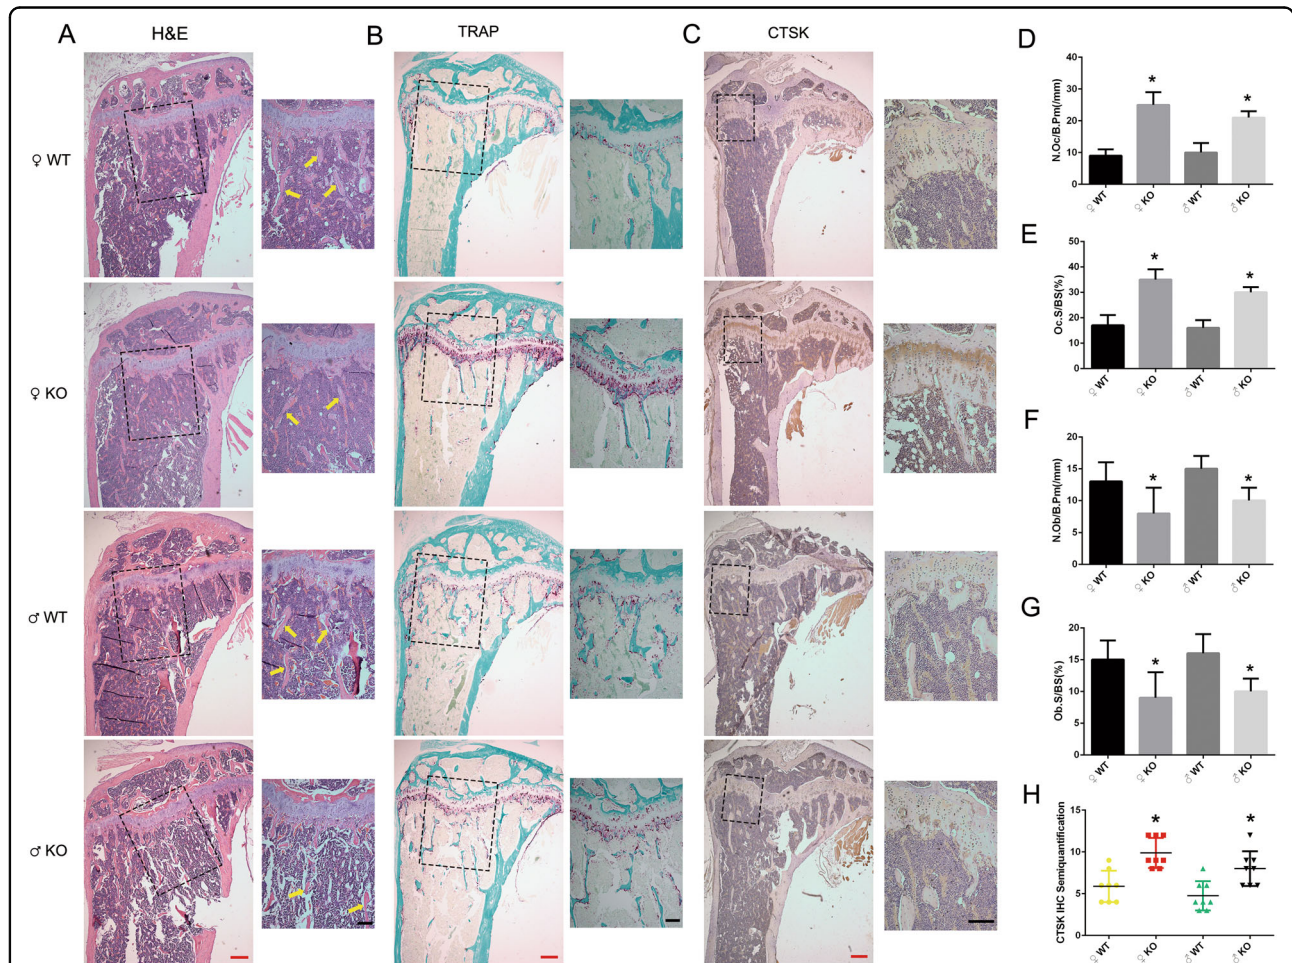 A H&E
B TRAP
C CTSK
♀ WT
♀ KO
♂ WT
♂ KO
D
N.Oc/B.Pm(/mm)
40
30
20
10
0
* *
♀ WT ♀ KO ♂ WT ♂ KO
E
Oc.S/BS(%)
50
40
30
20
10
0
* *
♀ WT ♀ KO ♂ WT ♂ KO
F
N.Ob/B.Pm(/mm)
20
15
10
5
0
* *
♀ WT ♀ KO ♂ WT ♂ KO
G
Ob.S/BS(%)
20
15
10
5
0
* *
♀ WT ♀ KO ♂ WT ♂ KO
H
CTSK IHC Semiquantification
15
10
5
0
* *
♀ WT ♀ KO ♂ WT ♂ KO